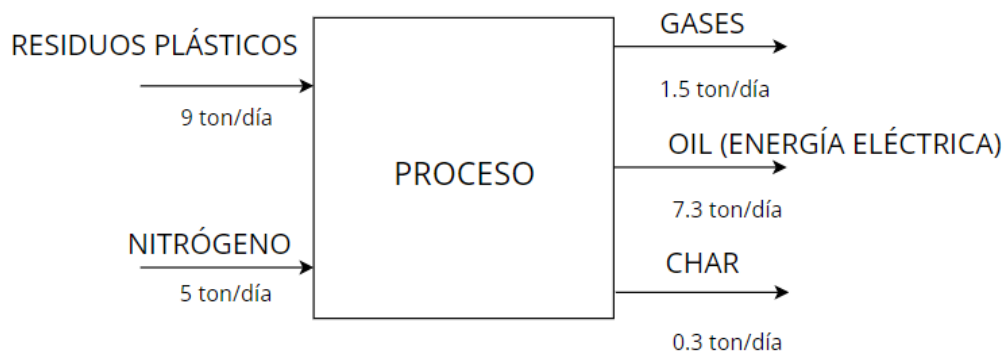 RESIDUOS PLÁSTICOS
9 ton/día
NITRÓGENO
5 ton/día
PROCESO
GASES
1.5 ton/día
OIL (ENERGÍA ELÉCTRICA)
7.3 ton/día
CHAR
0.3 ton/día